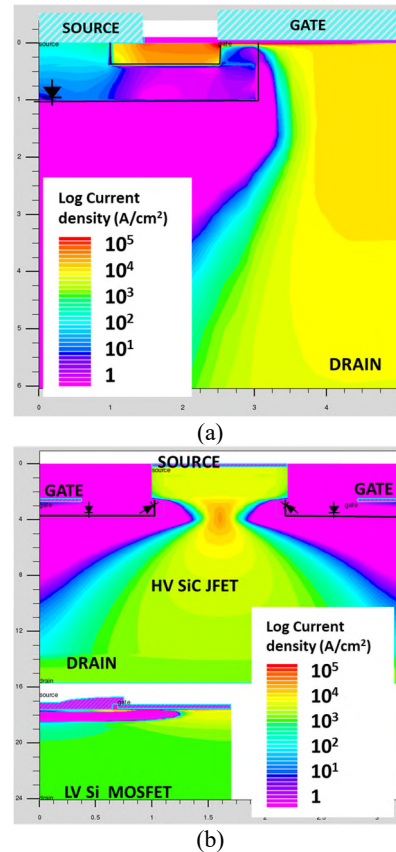 SOURCE GATE
source gate
0
1
2
3
4
5
6
Log Current
density (A/cm²)
10⁵
10⁴
10³
10²
10¹
1
DRAIN
0 1 2 3 4 5
(a)
SOURCE
source
GATE GATE
gate gate
0
4
8
12
16
20
24
HV SiC JFET
DRAIN
drain
source
gate
LV Si MOSFET
drain
Log Current
density (A/cm²)
10⁵
10⁴
10³
10²
10¹
1
0 0.5 1 1.5 2
(b)